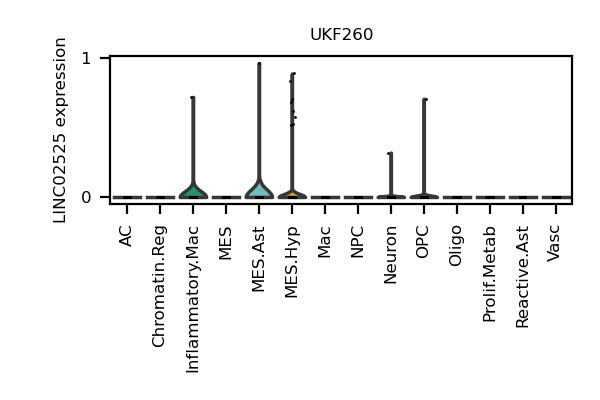 UKF260
LINC02525 expression
1
0
AC
Chromatin.Reg
Inflammatory.Mac
MES
MES.Ast
MES.Hyp
Mac
NPC
Neuron
OPC
Oligo
Prolif.Metab
Reactive.Ast
Vasc